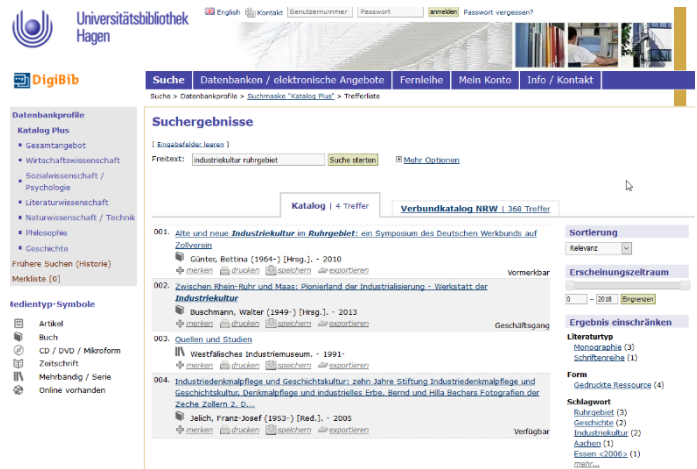 Universitätsbibliothek
Hagen
English Kontakt Benutzernummer Passwort anmelden Passwort vergessen?
DigiBib
Suche Datenbanken / elektronische Angebote Fernleihe Mein Konto Info / Kontakt
Suche > Datenbankprofile > Suchmaske "Katalog Plus" > Trefferliste
Datenbankprofile
Katalog Plus
Gesamtangebot
Wirtschaftswissenschaft
Sozialwissenschaft /
Psychologie
Literaturwissenschaft
Naturwissenschaft / Technik
Philosophie
Geschichte
Frühere Suchen (Historie)
Merkliste [0]
Medientyp-Symbole
Artikel
Buch
CD / DVD / Mikroform
Zeitschrift
Mehrbändig / Serie
Online vorhanden
Suchergebnisse
[ Eingabefelder leeren ]
Freitext: industriekultur ruhrgebiet Suche starten Mehr Optionen
Katalog | 4 Treffer
Verbundkatalog NRW | 368 Treffer
001. Alte und neue Industriekultur im Ruhrgebiet: ein Symposium des Deutschen Werkbunds auf
Zollverein
Günter, Bettina (1964-) [Hrsg.]. - 2010
merken drucken speichern exportieren
Vormerkbar
002. Zwischen Rhein-Ruhr und Maas: Pionierland der Industrialisierung - Werkstatt der
Industriekultur
Buschmann, Walter (1949-) [Hrsg.]. - 2013
merken drucken speichern exportieren
Geschäftsgang
003. Quellen und Studien
Westfälisches Industriemuseum. - 1991-
merken drucken speichern exportieren
004. Industriedenkmalpflege und Geschichtskultur: zehn Jahre Stiftung Industriedenkmalpflege und
Geschichtskultur. Denkmalpflege und industrielles Erbe. Bernd und Hilla Bechers Fotografien der
Zeche Zollern 2. D...
Jelich, Franz-Josef (1953-) [Red.]. - 2005
merken drucken speichern exportieren
Verfügbar
Sortierung
Relevanz
Erscheinungszeitraum
0 - 2018 Eingrenzen
Ergebnis einschränken
Literaturtyp
Monographie (3)
Schriftenreihe (1)
Form
Gedruckte Ressource (4)
Schlagwort
Ruhrgebiet (3)
Geschichte (2)
Industriekultur (2)
Aachen (1)
Essen <2006> (1)
mehr...